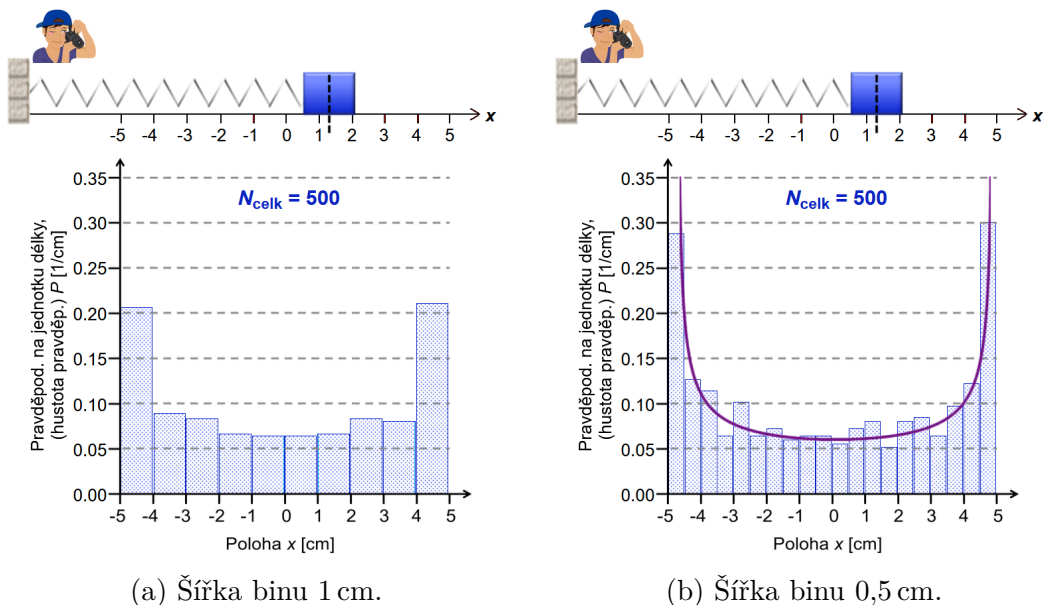 -5 -4 -3 -2 -1 0 1 2 3 4 5 x
Pravděpod. na jednotku délky,
(hustota pravděp.) P [1/cm]
N celk = 500
0.35
0.30
0.25
0.20
0.15
0.10
0.05
0.00
-5 -4 -3 -2 -1 0 1 2 3 4 5
Poloha x [cm]
(a) Šířka binu 1 cm.
-5 -4 -3 -2 -1 0 1 2 3 4 5 x
Pravděpod. na jednotku délky,
(hustota pravděp.) P [1/cm]
N celk = 500
0.35
0.30
0.25
0.20
0.15
0.10
0.05
0.00
-5 -4 -3 -2 -1 0 1 2 3 4 5
Poloha x [cm]
(b) Šířka binu 0,5 cm.